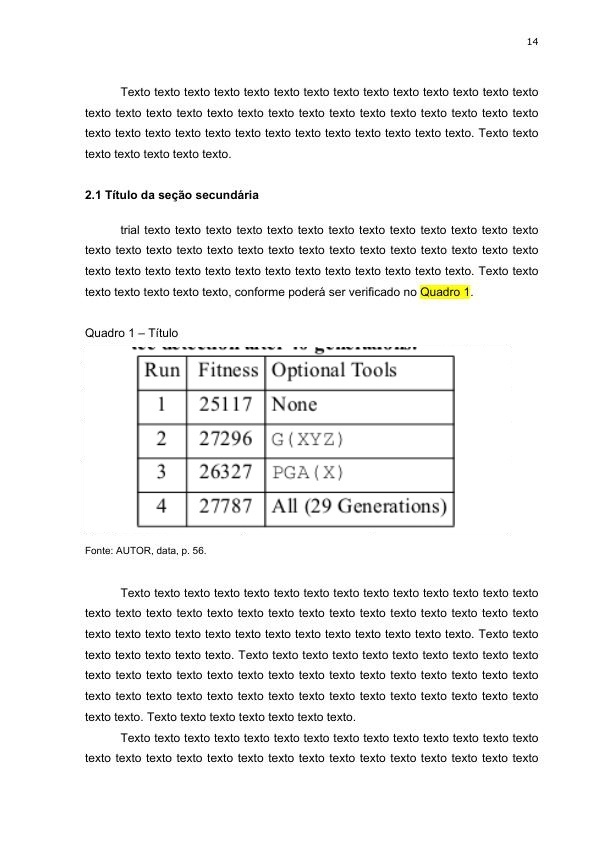 14
Texto texto texto texto texto texto texto texto texto texto texto texto texto texto
texto texto texto texto texto texto texto texto texto texto texto texto texto texto texto
texto texto texto texto texto texto texto texto texto texto texto texto texto. Texto texto
texto texto texto texto texto.
2.1 Título da seção secundária
trial texto texto texto texto texto texto texto texto texto texto texto texto texto
texto texto texto texto texto texto texto texto texto texto texto texto texto texto texto
texto texto texto texto texto texto texto texto texto texto texto texto texto. Texto texto
texto texto texto texto texto, conforme poderá ser verificado no Quadro 1.
Quadro 1 – Título
Run Fitness Optional Tools
1 25117 None
2 27296 G(XYZ)
3 26327 PGA(X)
4 27787 All (29 Generations)
Fonte: AUTOR, data, p. 56.
Texto texto texto texto texto texto texto texto texto texto texto texto texto texto
texto texto texto texto texto texto texto texto texto texto texto texto texto texto texto
texto texto texto texto texto texto texto texto texto texto texto texto texto. Texto texto
texto texto texto texto texto. Texto texto texto texto texto texto texto texto texto texto
texto texto texto texto texto texto texto texto texto texto texto texto texto texto texto
texto texto texto texto texto texto texto texto texto texto texto texto texto texto texto
texto texto. Texto texto texto texto texto texto texto.
Texto texto texto texto texto texto texto texto texto texto texto texto texto texto
texto texto texto texto texto texto texto texto texto texto texto texto texto texto texto